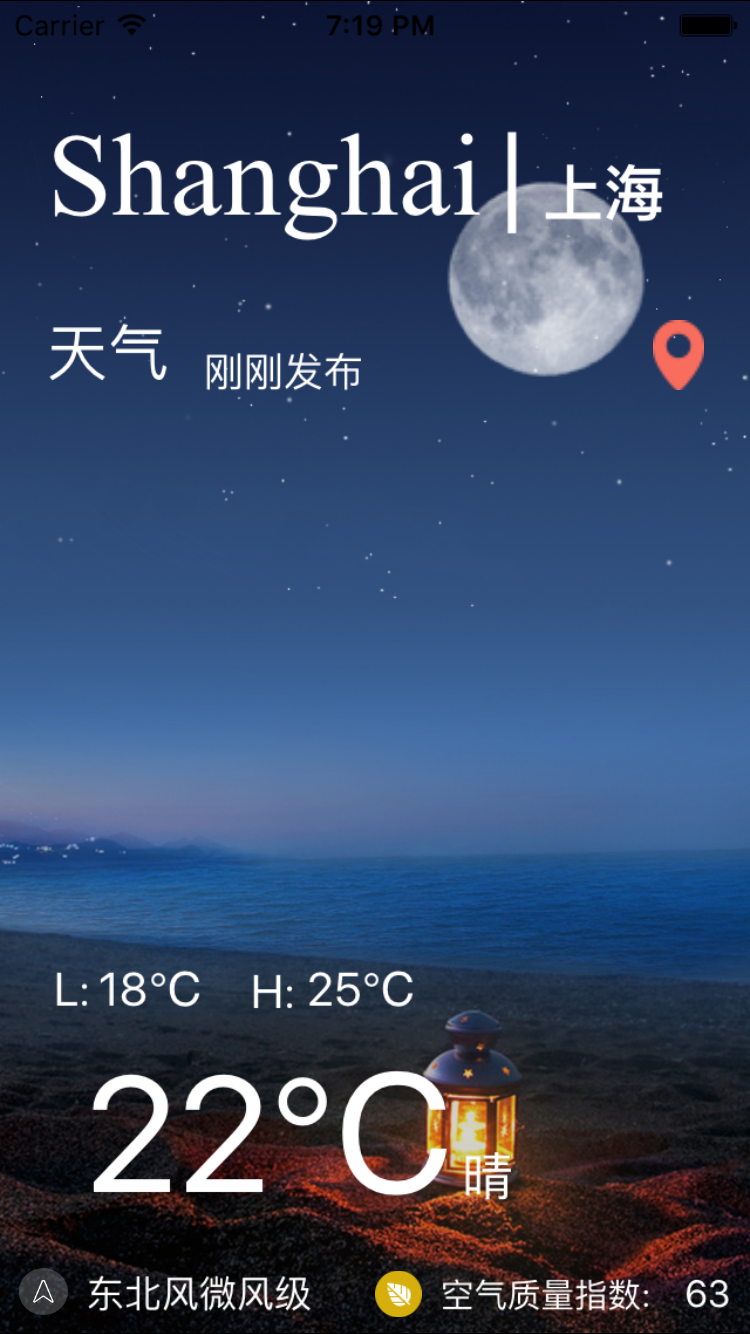 Carrier 7:19 PM
Shanghai|上海
天气 刚刚发布
L: 18°C H: 25°C
22°C 晴
东北风微风级 空气质量指数: 63